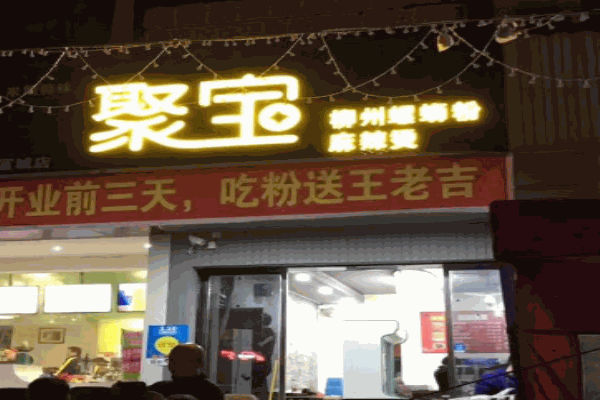 聚宝
柳州螺蛳粉
麻辣烫
开业前三天，吃粉送王老吉